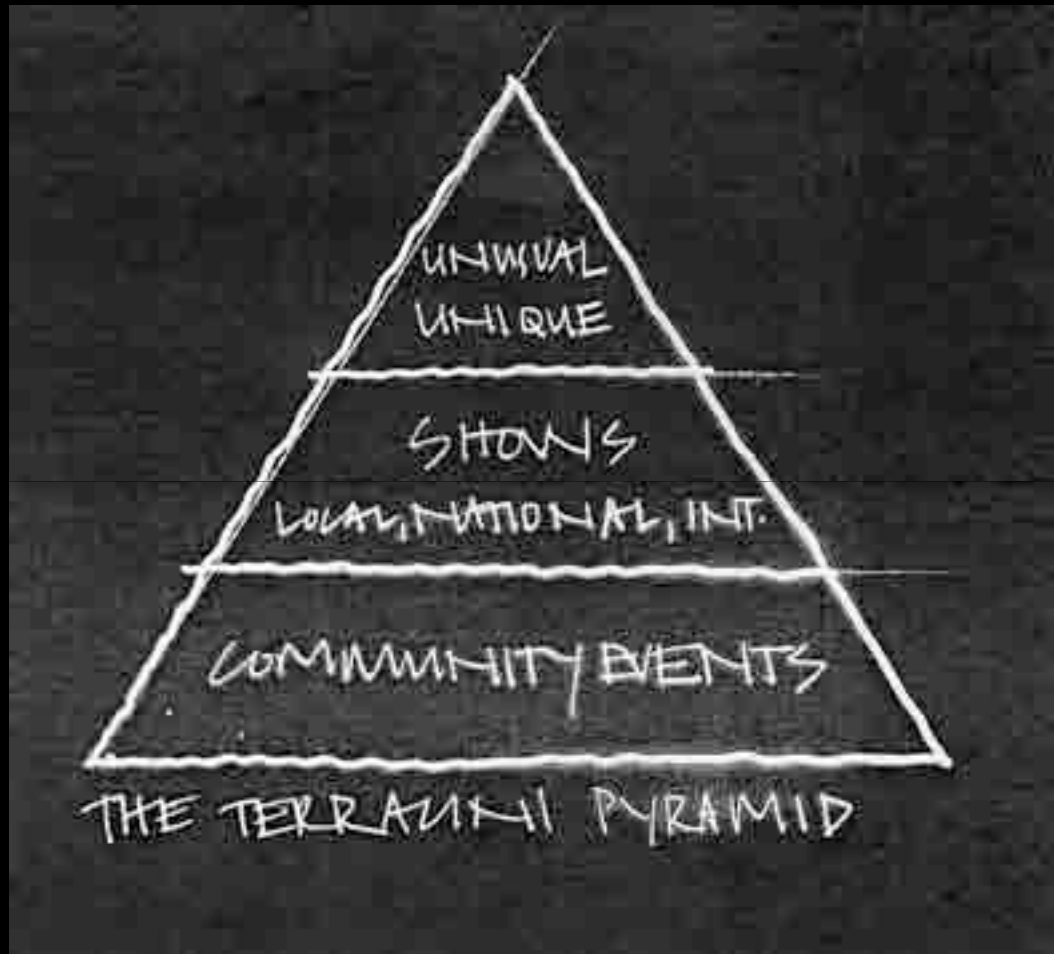 UNUSUAL
UNIQUE
SHOWS
LOCAL, NATIONAL, INT.
COMMUNITY EVENTS
THE TERRAUNI PYRAMID